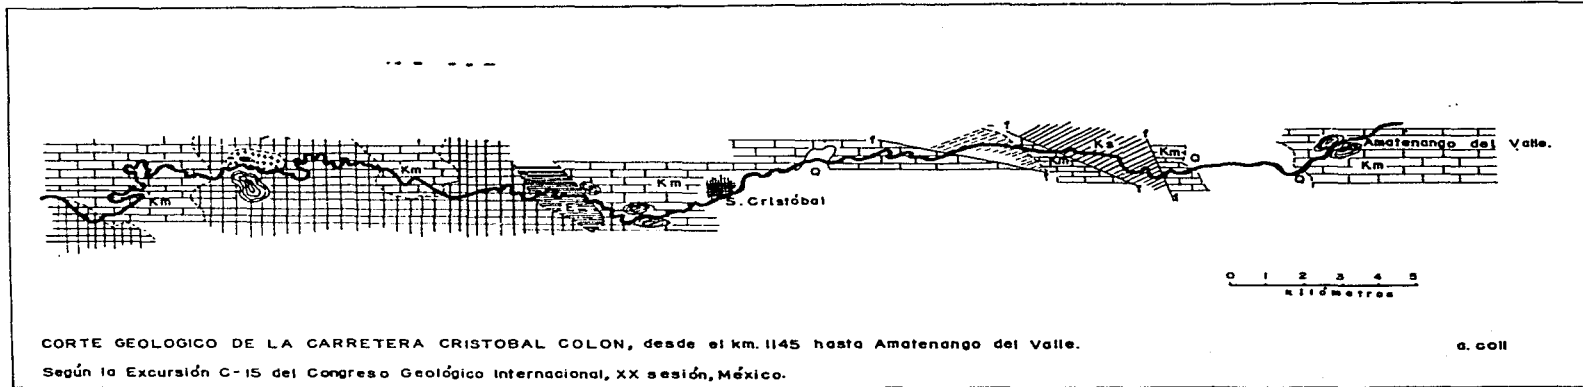 f f Ks f
Km Q Amatenango del Valle.
Km Km Km
Km f Q
E S. Cristóbal Q f d
0 1 2 3 4 5
kilómetros
CORTE GEOLOGICO DE LA CARRETERA CRISTOBAL COLON, desde el km. 1145 hasta Amatenango del Valle.
a. coll
Según la Excursión C-15 del Congreso Geológico Internacional, XX sesión, México.